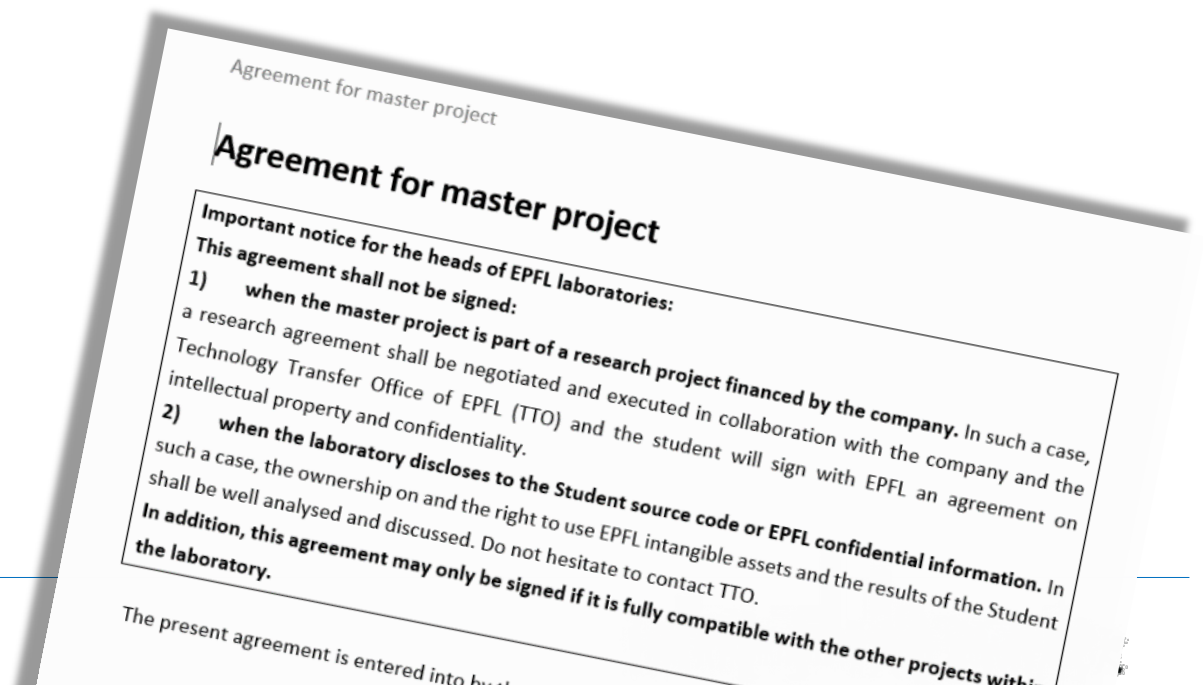 Agreement for master project
Agreement for master project
Important notice for the heads of EPFL laboratories:
This agreement shall not be signed:
1) when the master project is part of a research project financed by the company. In such a case,
a research agreement shall be negotiated and executed in collaboration with the company and the
Technology Transfer Office of EPFL (TTO) and the student will sign with EPFL an agreement on
intellectual property and confidentiality.
2) when the laboratory discloses to the Student source code or EPFL confidential information. In
such a case, the ownership on and the right to use EPFL intangible assets and the results of the Student
shall be well analysed and discussed. Do not hesitate to contact TTO.
In addition, this agreement may only be signed if it is fully compatible with the other projects within
the laboratory.
The present agreement is entered into by